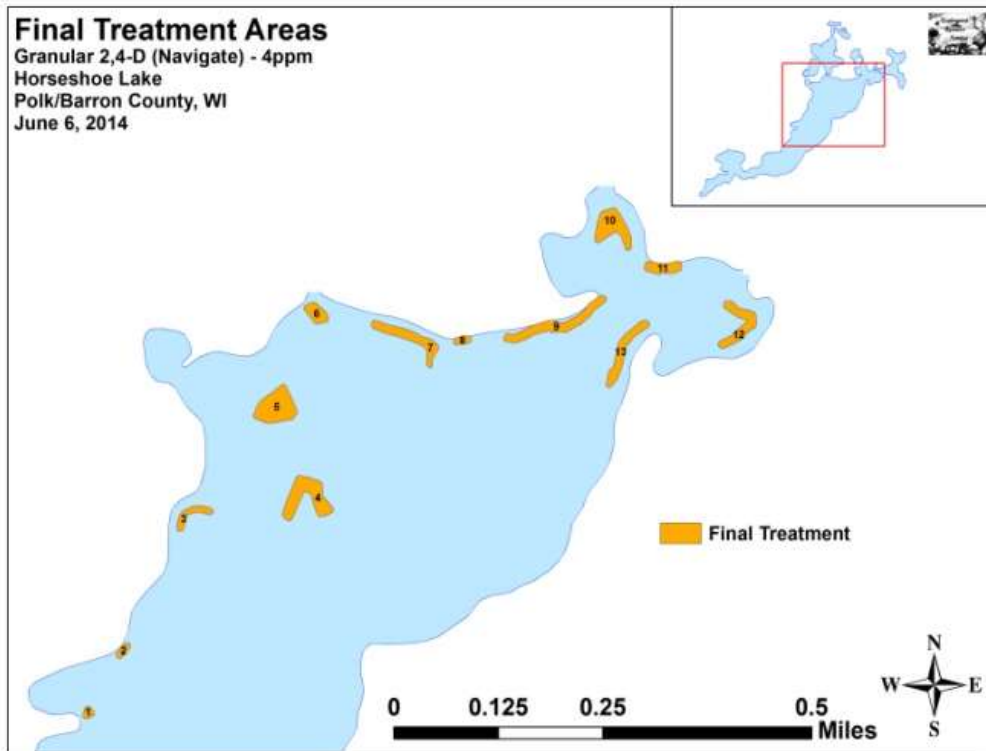 Final Treatment Areas
Granular 2,4-D (Navigate) - 4ppm
Horseshoe Lake
Polk/Barron County, WI
June 6, 2014
10
11
6
9
12
7
8
13
5
4
3
Final Treatment
2
1
N
W E
S
0 0.125 0.25 0.5
Miles